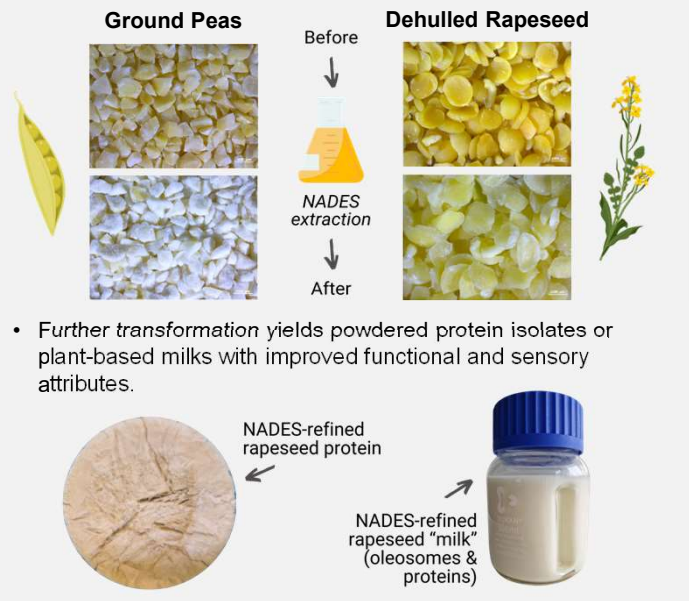 Ground Peas
Before
Dehulled Rapeseed
NADES
extraction
After
• Further transformation yields powdered protein isolates or
plant-based milks with improved functional and sensory
attributes.
NADES-refined
rapeseed protein
NADES-refined
rapeseed “milk”
(oleosomes &
proteins)